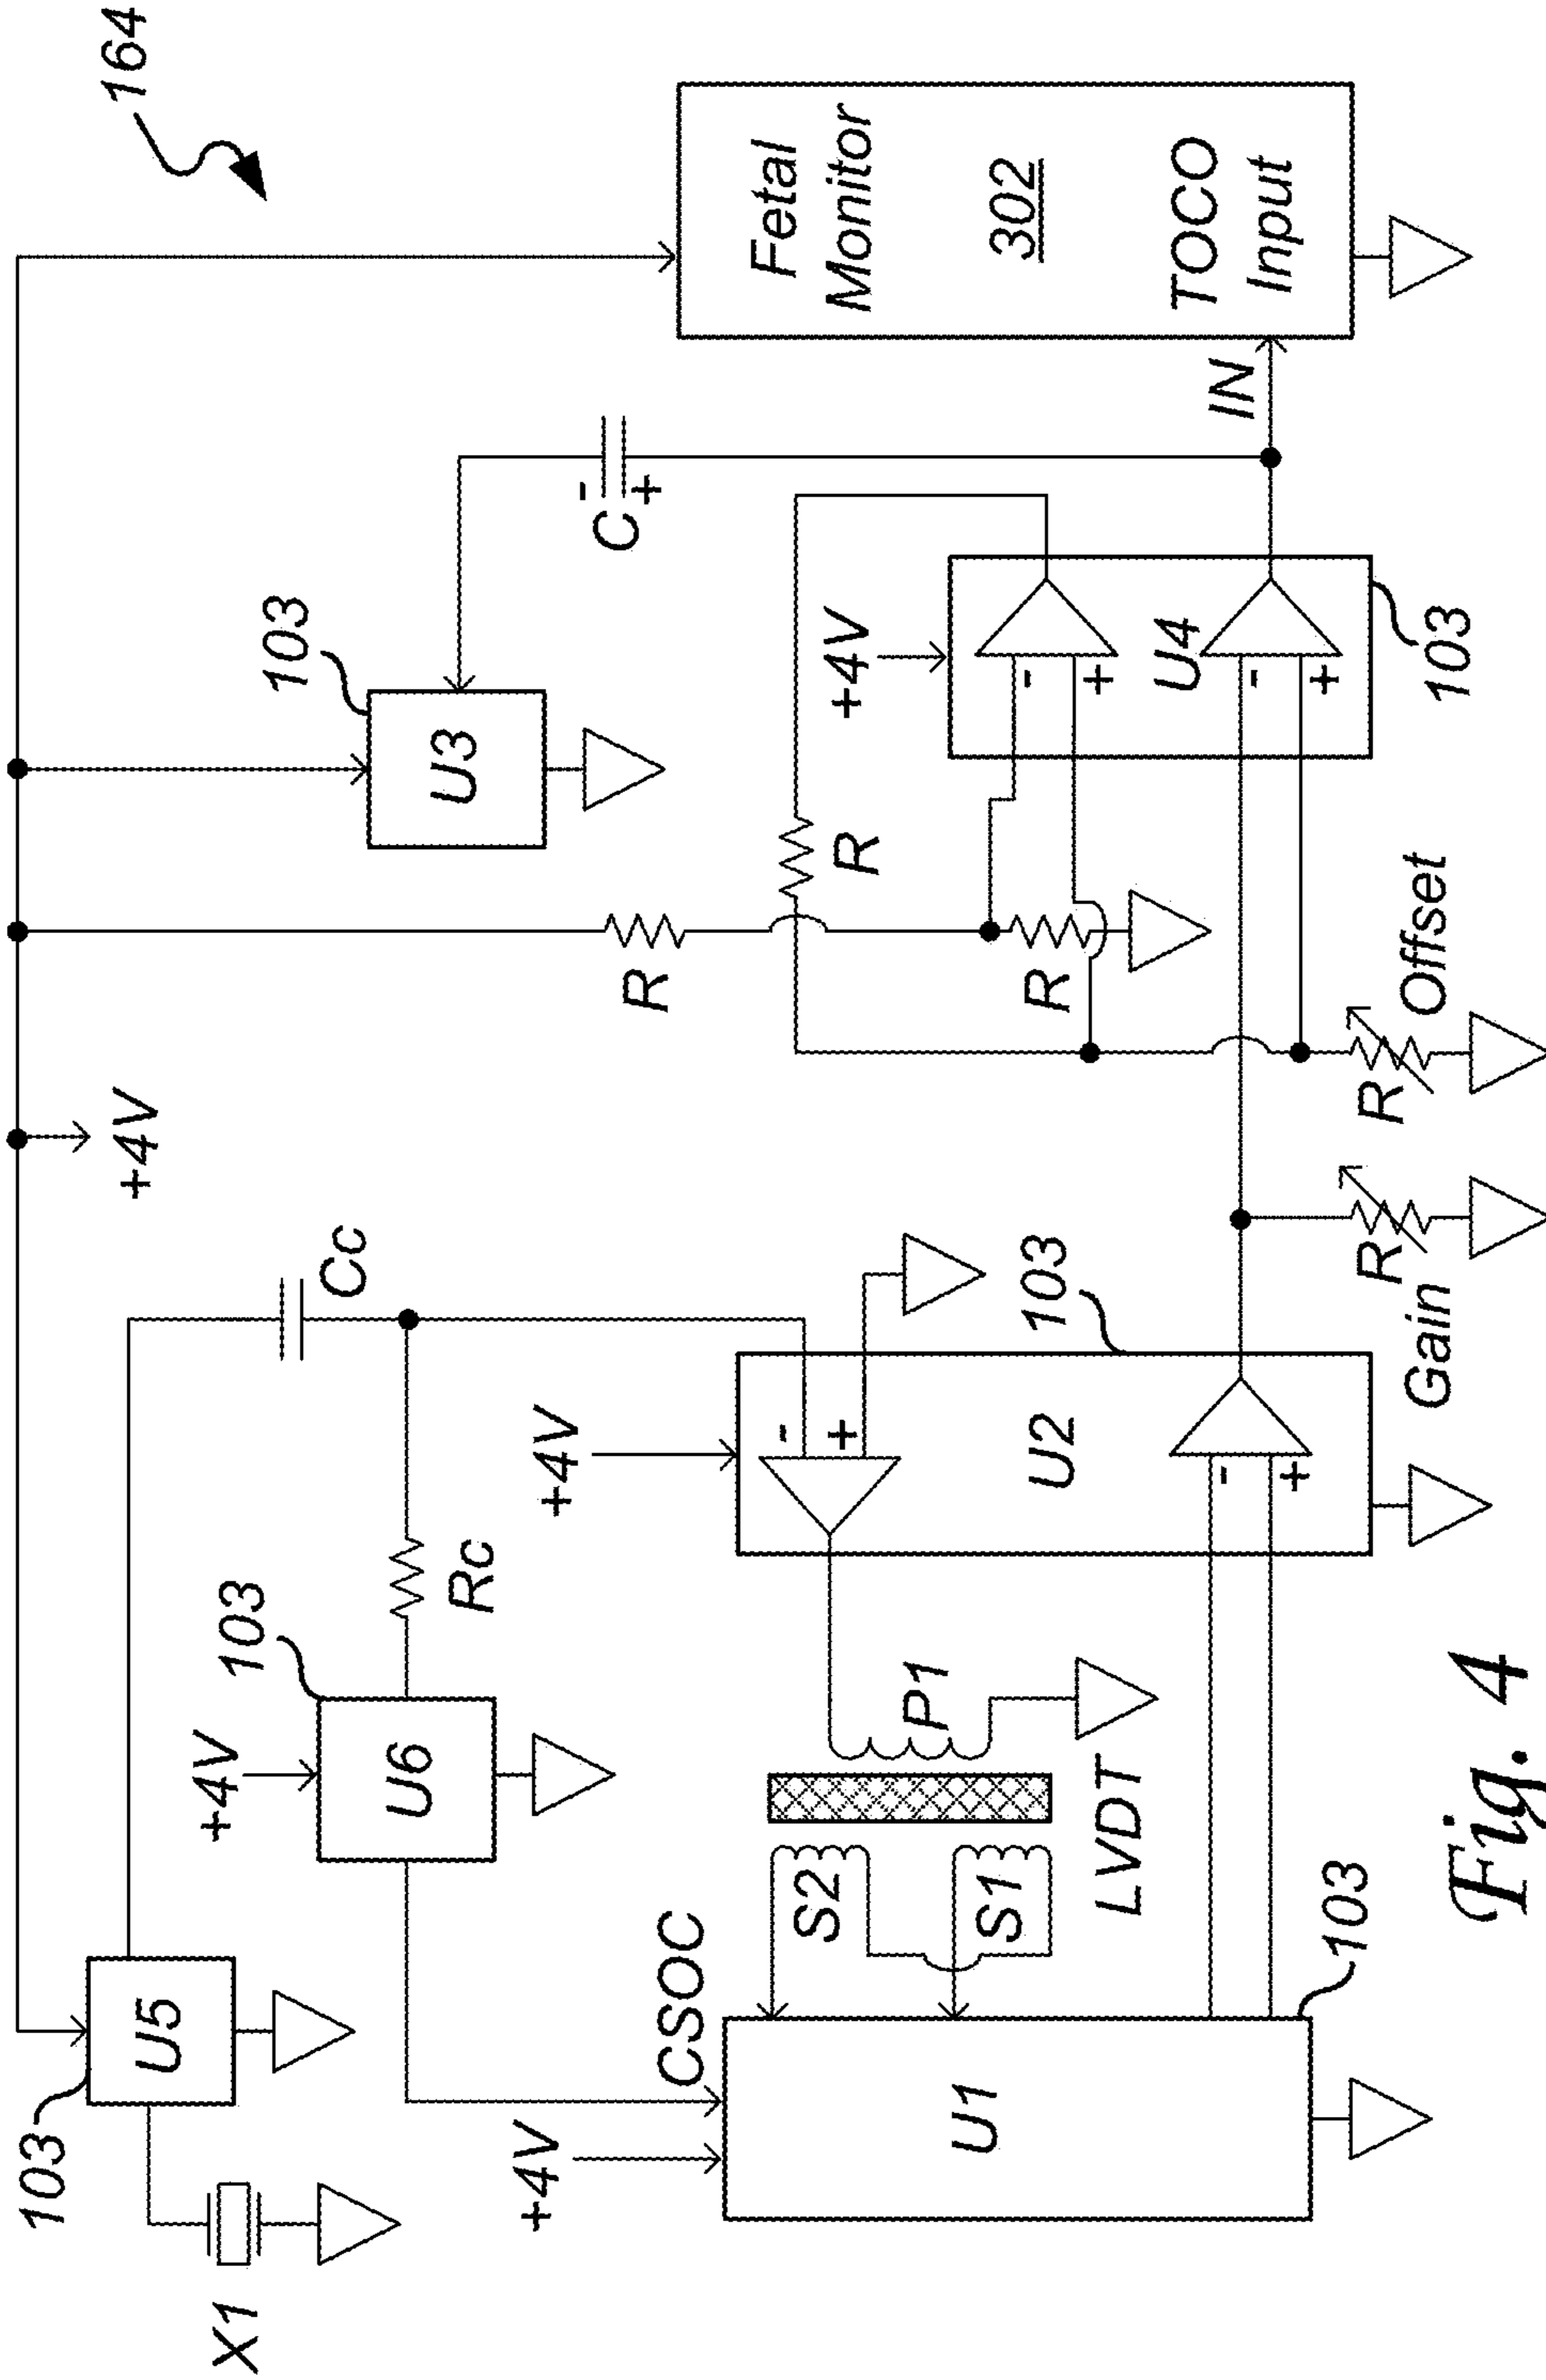 164
+4V
103
X1
U5
Cc
103
+4V
U6
Rc
103
U3
C
-
+
Fetal
Monitor
302
TOCO
Input
IN
+4V
CSOC
U1
103
S2
S1
LVDT
P1
+4V
-
+
U2
-
+
103
R
R
R
+4V
-
+
U4
-
+
103
R
Gain
R
Offset
Fig. 4